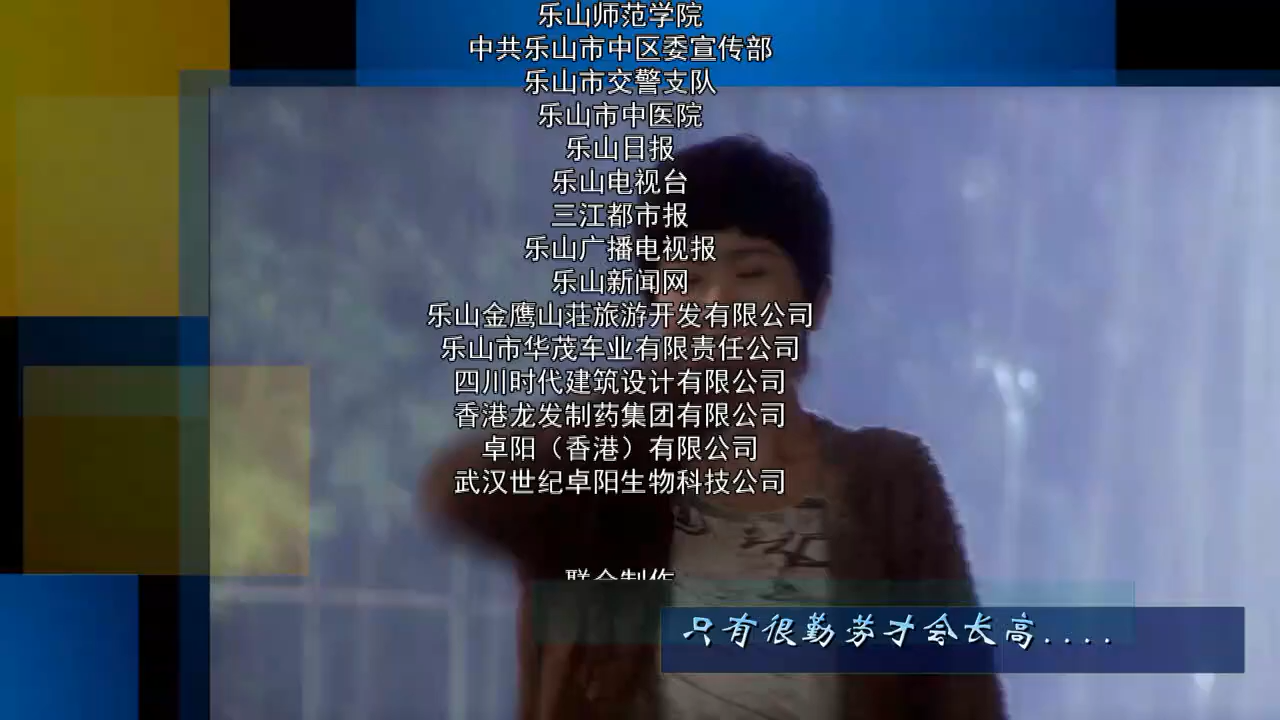 乐山师范学院
中共乐山市中区委宣传部
乐山市交警支队
乐山市中医院
乐山日报
乐山电视台
三江都市报
乐山广播电视报
乐山新闻网
乐山金鹰山荘旅游开发有限公司
乐山市华茂车业有限责任公司
四川时代建筑设计有限公司
香港龙发制药集团有限公司
卓阳（香港）有限公司
武汉世纪卓阳生物科技公司
联合制作
只有很勤劳才会长高....